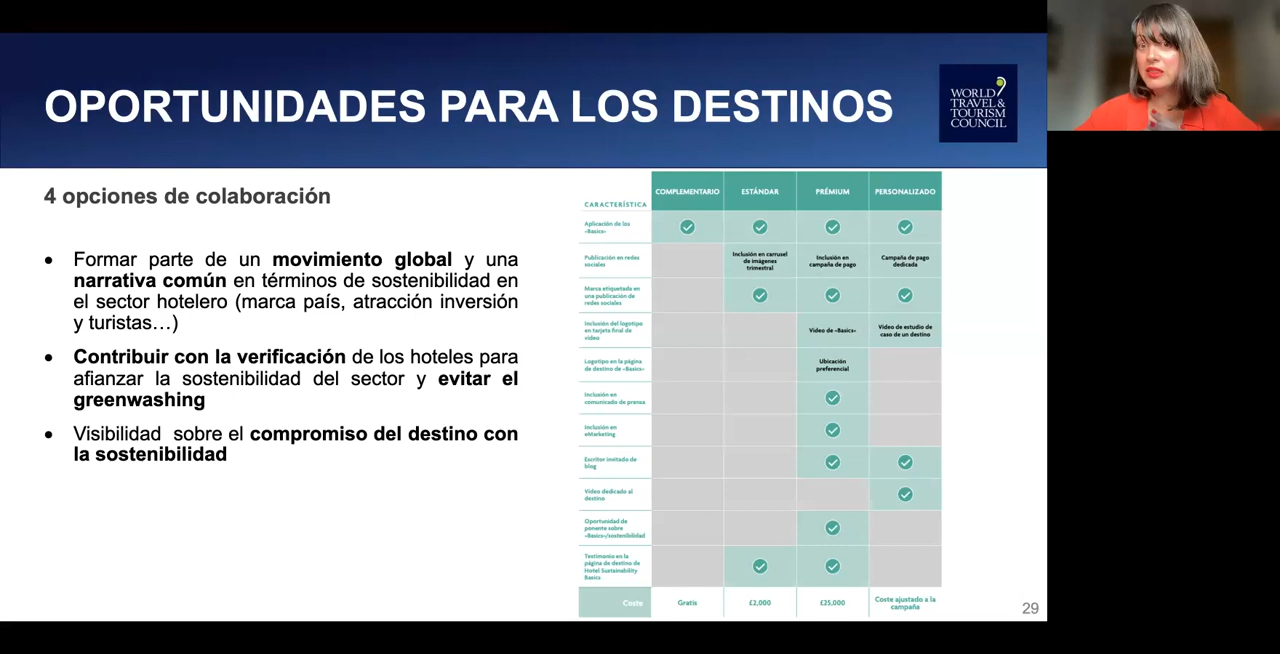 OPORTUNIDADES PARA LOS DESTINOS
WORLD
TRAVEL &
TOURISM
COUNCIL
4 opciones de colaboración
● Formar parte de un movimiento global y una
narrativa común en términos de sostenibilidad en
el sector hotelero (marca país, atracción inversión
y turistas…)
● Contribuir con la verificación de los hoteles para
afianzar la sostenibilidad del sector y evitar el
greenwashing
● Visibilidad sobre el compromiso del destino con
la sostenibilidad
CARACTERÍSTICA COMPLEMENTARIO ESTÁNDAR PRÉMIUM PERSONALIZADO
Aplicación de los
«Basics»
Publicación en redes
sociales
Inclusión en carrusel
de imágenes
trimestral
Inclusión en
campaña de pago
Campaña de pago
dedicada
Marca etiquetada en
una publicación de
redes sociales
Inclusión del logotipo
en tarjeta final de
vídeo
Vídeo de «Basics»
Vídeo de estudio de
caso de un destino
Logotipo en la página
de destino de «Basics»
Ubicación
preferencial
Inclusión en
comunicado de prensa
Inclusión en
eMarketing
Escritor invitado de
blog
Vídeo dedicado al
destino
Oportunidad de
ponente sobre
«Basics»/sostenibilidad
Testimonio en la
página de destino de
Hotel Sustainability
Basics
Coste Gratis £2,000 £25,000 Coste ajustado a la
campaña
29